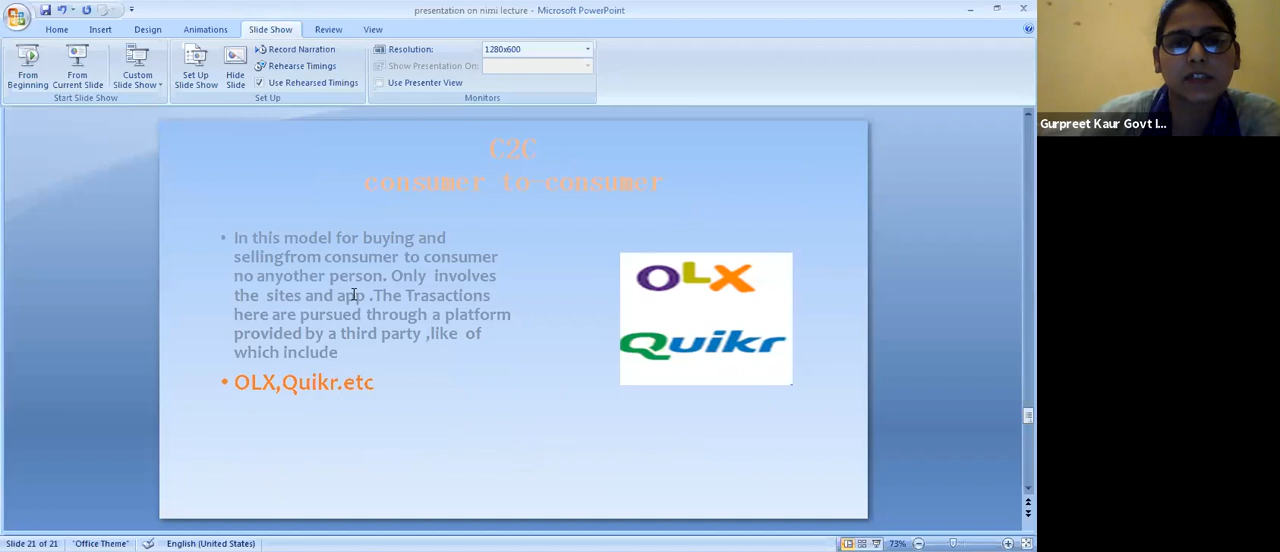 presentation on nimi lecture - Microsoft PowerPoint
Home Insert Design Animations Slide Show Review View
From Beginning
From Current Slide
Custom Slide Show
Start Slide Show
Set Up Slide Show
Hide Slide
Record Narration
Rehearse Timings
Use Rehearsed Timings
Set Up
Resolution: 1280x600
Show Presentation On:
Use Presenter View
Monitors
Gurpreet Kaur Govt I...
C2C
consumer to consumer
• In this model for buying and
sellingfrom consumer to consumer
no anyother person. Only involves
the sites and app .The Trasactions
here are pursued through a platform
provided by a third party ,like of
which include
• OLX,Quikr.etc
OLX
Quikr
Slide 21 of 21 "Office Theme" English (United States) 73%